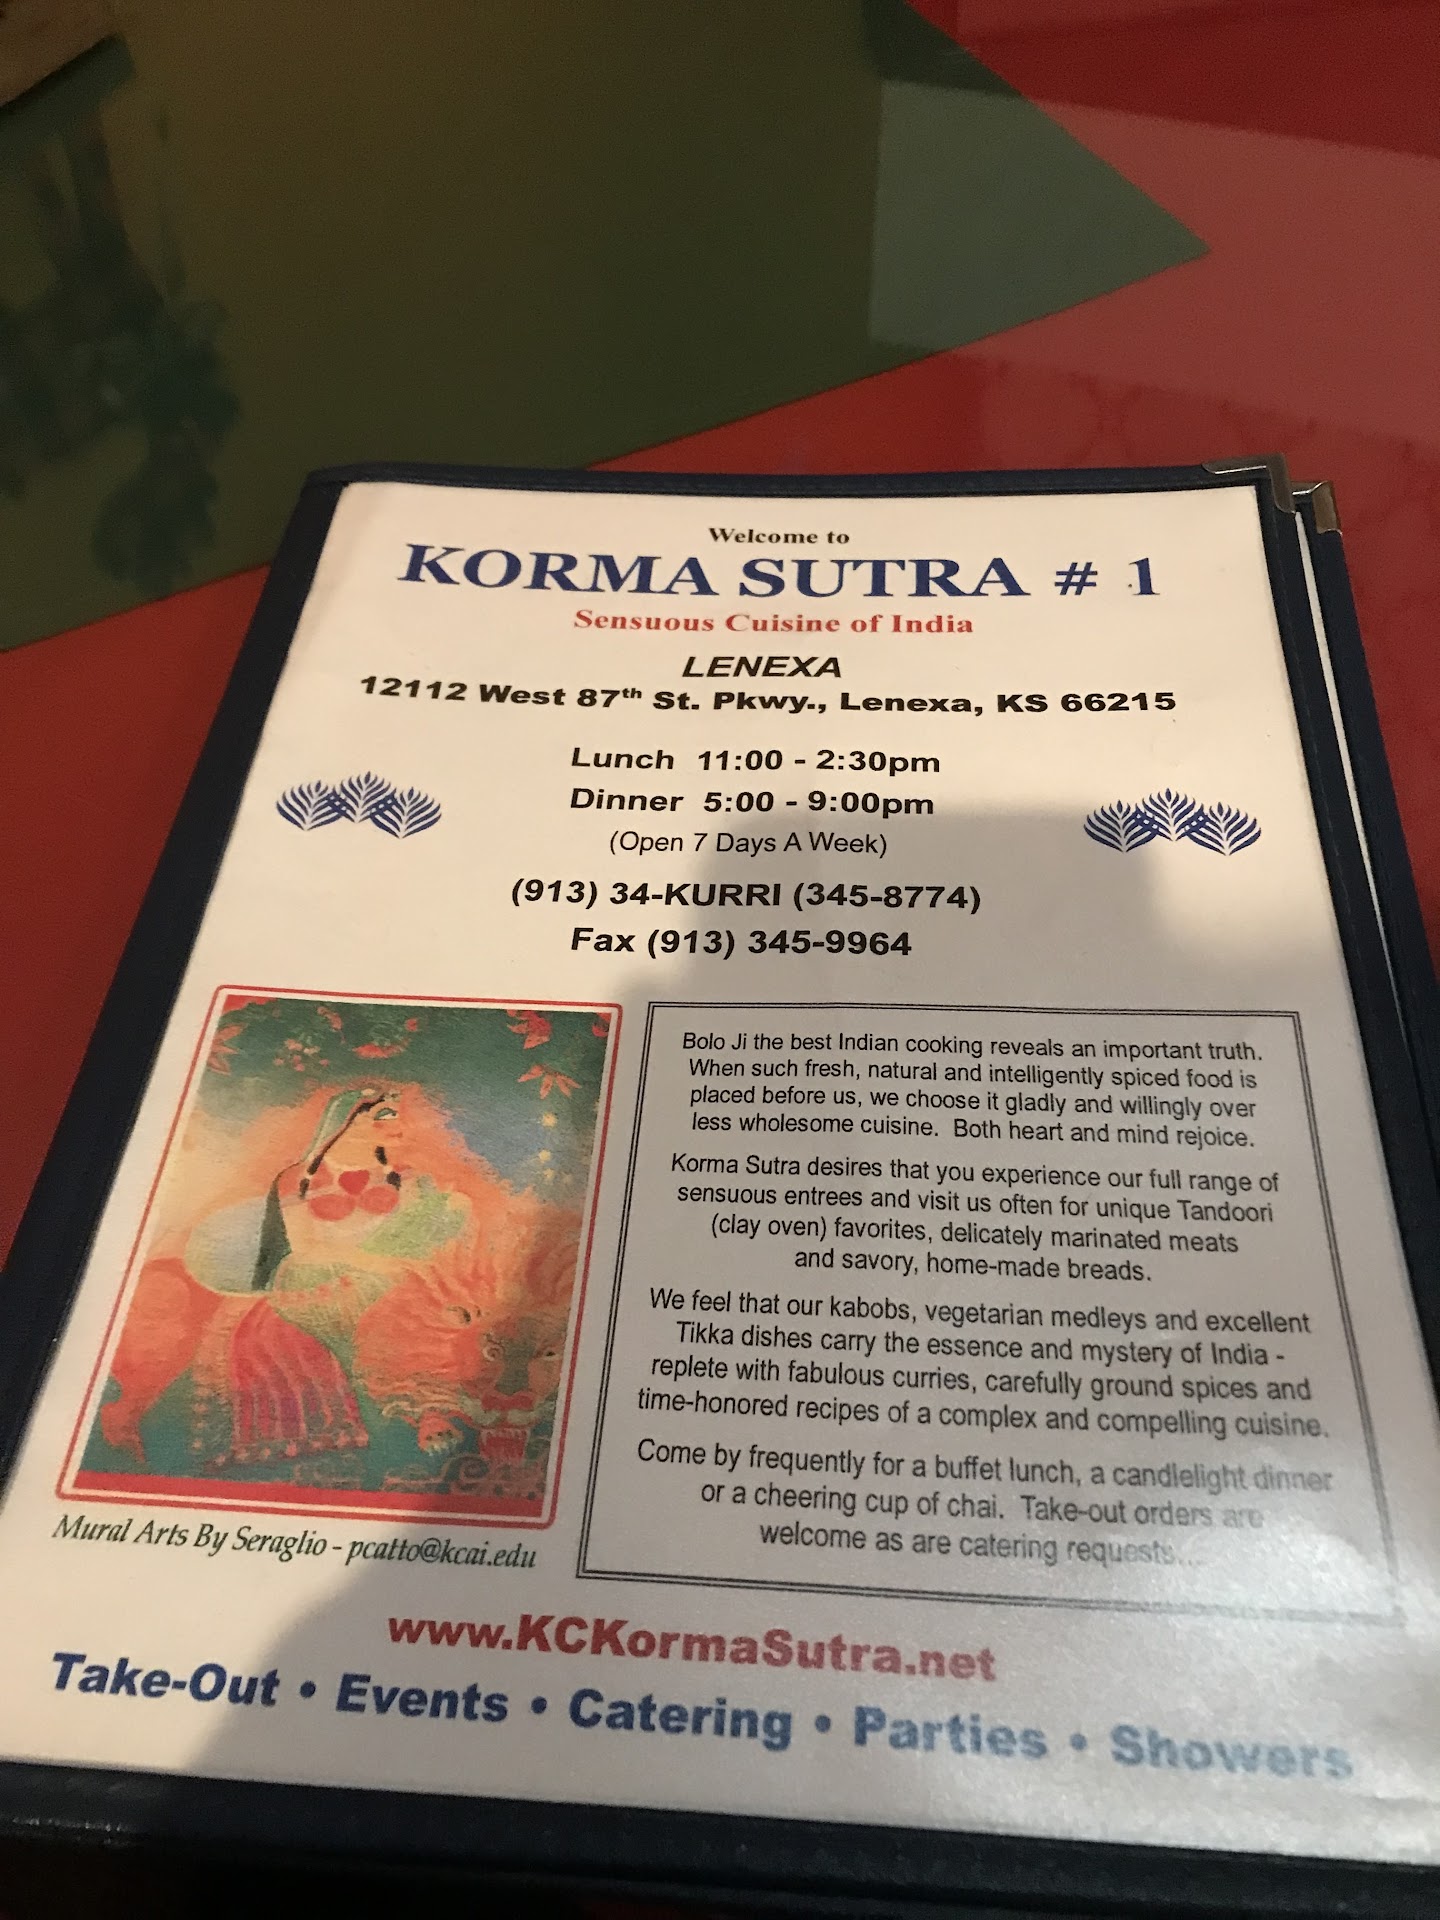 Welcome to
KORMA SUTRA # 1
Sensuous Cuisine of India
LENEXA
12112 West 87th St. Pkwy., Lenexa, KS 66215
Lunch 11:00 - 2:30pm
Dinner 5:00 - 9:00pm
(Open 7 Days A Week)
(913) 34-KURRI (345-8774)
Fax (913) 345-9964
Bolo Ji the best Indian cooking reveals an important truth.
When such fresh, natural and intelligently spiced food is
placed before us, we choose it gladly and willingly over
less wholesome cuisine. Both heart and mind rejoice.
Korma Sutra desires that you experience our full range of
sensuous entrees and visit us often for unique Tandoori
(clay oven) favorites, delicately marinated meats
and savory, home-made breads.
We feel that our kabobs, vegetarian medleys and excellent
Tikka dishes carry the essence and mystery of India -
replete with fabulous curries, carefully ground spices and
time-honored recipes of a complex and compelling cuisine.
Come by frequently for a buffet lunch, a candlelight dinner
or a cheering cup of chai. Take-out orders are
welcome as are catering requests...
Mural Arts By Seraglio - pcatto@kcai.edu
www.KCKormaSutra.net
Take-Out • Events • Catering • Parties • Showers